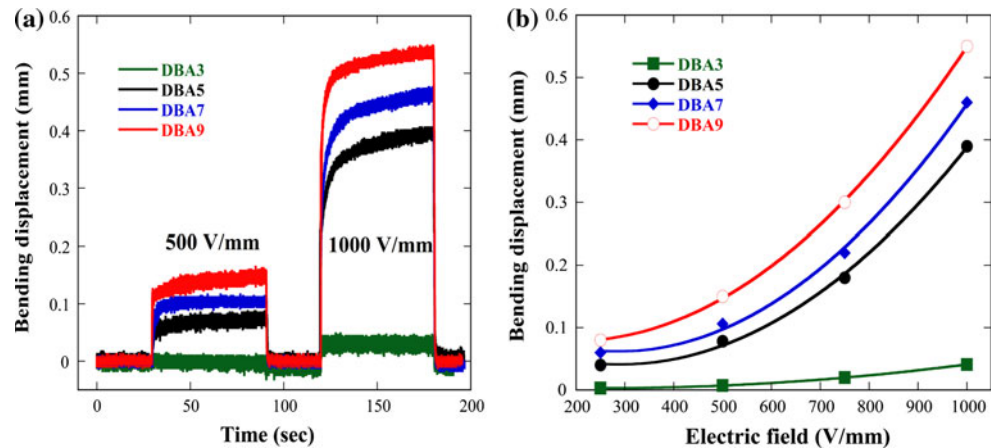 (a)
0.6
0.5
0.4
0.3
0.2
0.1
0
Bending displacement (mm)
DBA3
DBA5
DBA7
DBA9
500 V/mm
1000 V/mm
0
50
100
150
200
Time (sec)
(b)
0.6
0.5
0.4
0.3
0.2
0.1
0
Bending displacement (mm)
DBA3
DBA5
DBA7
DBA9
200
300
400
500
600
700
800
900
1000
Electric field (V/mm)